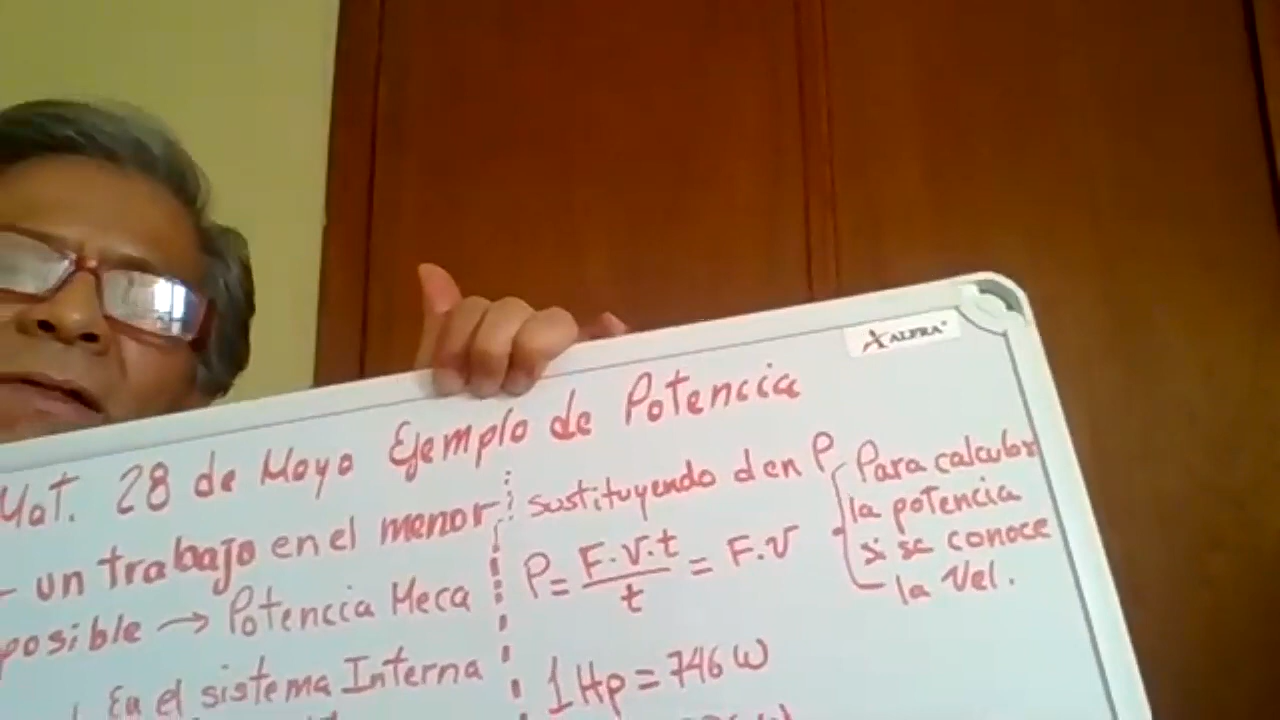 ALFRA
Mat. 28 de Mayo Ejemplo de Potencia
un trabajo en el menor
posible → Potencia Meca
En el sistema Interna
sustituyendo d en P
P = F.V.t / t = F.V
1 Hp = 746 W
Para calcular
la potencia
si se conoce
la Vel.